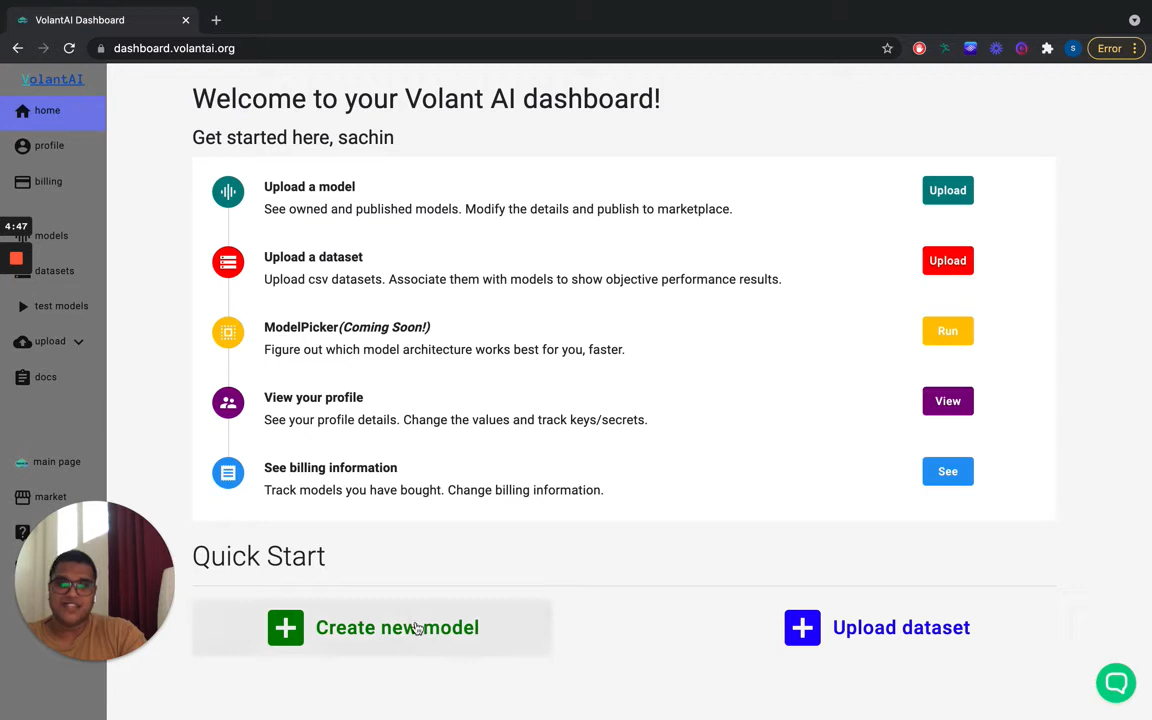 VolantAI Dashboard
dashboard.volantai.org
S
Error
VolantAI
home
profile
billing
4:47
models
datasets
test models
upload
docs
main page
market
Welcome to your Volant AI dashboard!
Get started here, sachin
Upload a model
See owned and published models. Modify the details and publish to marketplace.
Upload
Upload a dataset
Upload csv datasets. Associate them with models to show objective performance results.
Upload
ModelPicker(Coming Soon!)
Figure out which model architecture works best for you, faster.
Run
View your profile
See your profile details. Change the values and track keys/secrets.
View
See billing information
Track models you have bought. Change billing information.
See
Quick Start
Create new model
Upload dataset